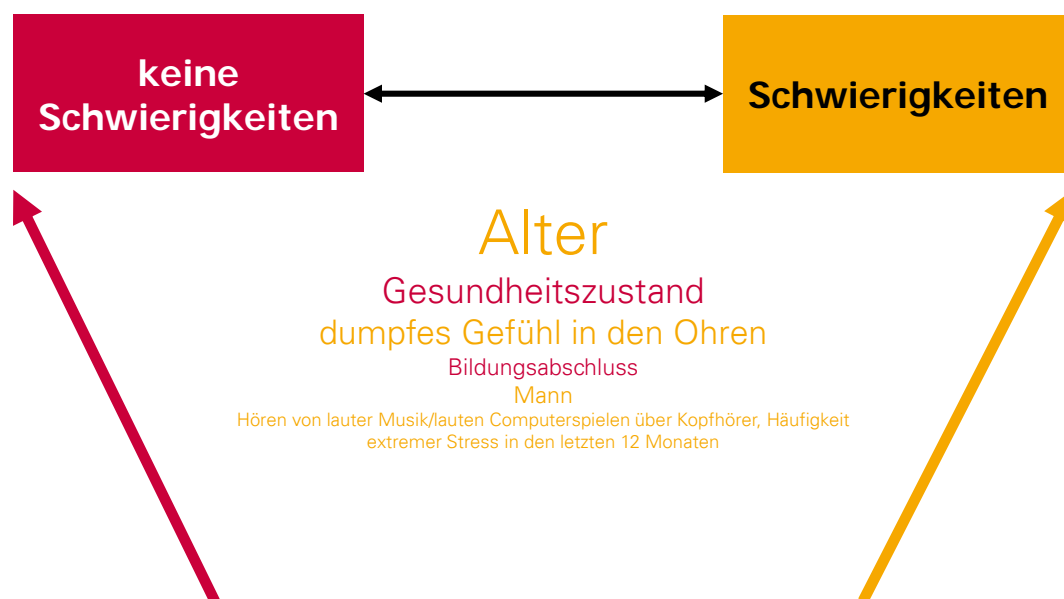 keine
Schwierigkeiten
Schwierigkeiten
Alter
Gesundheitszustand
dumpfes Gefühl in den Ohren
Bildungsabschluss
Mann
Hören von lauter Musik/lauten Computerspielen über Kopfhörer, Häufigkeit
extremer Stress in den letzten 12 Monaten